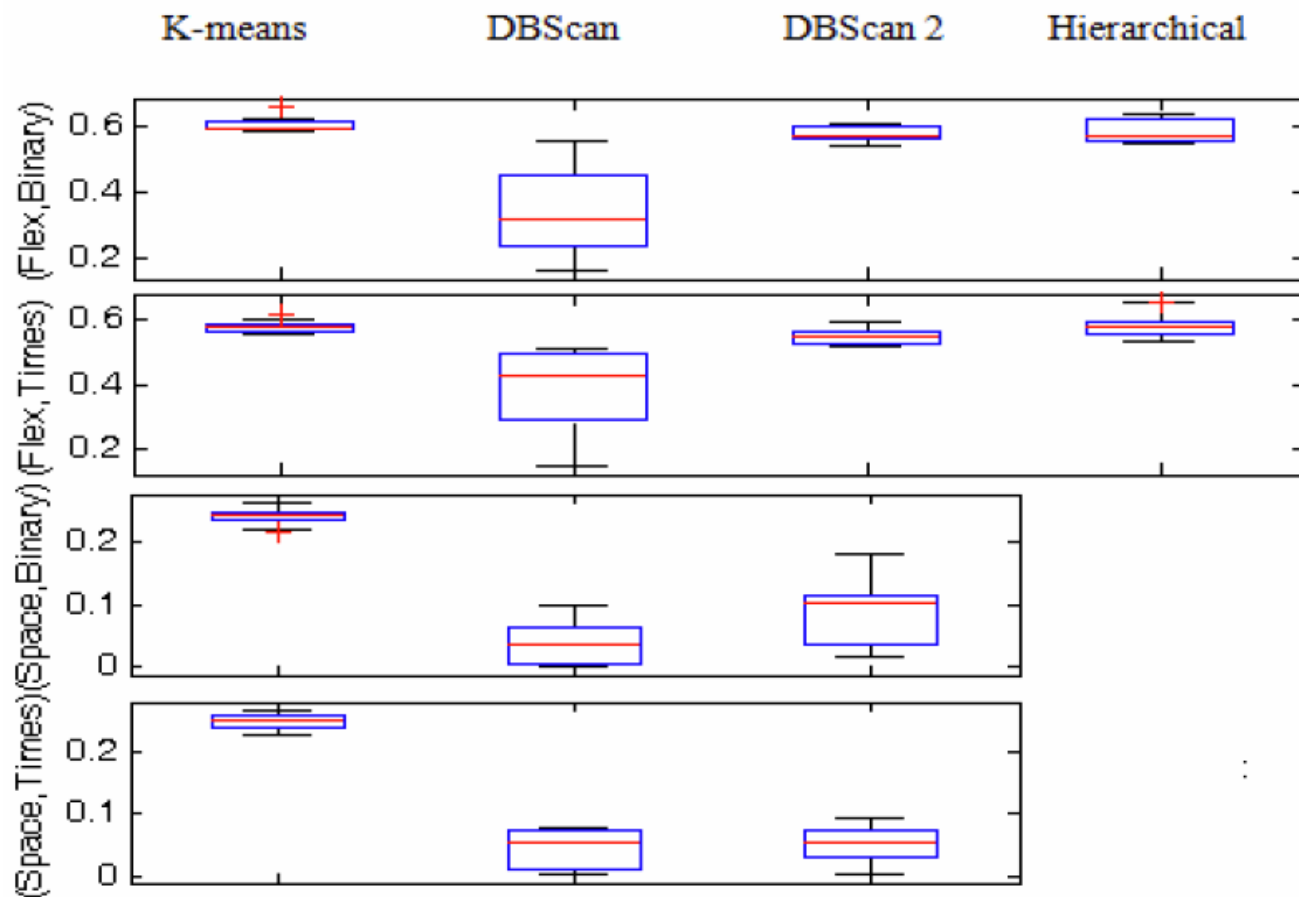 K-means DBScan DBScan 2 Hierarchical
(Flex,Binary)
0.6
0.4
0.2
(Flex,Times)
0.6
0.4
0.2
(Space,Binary)
0.2
0.1
0
(Space,Times)
0.2
0.1
0
: